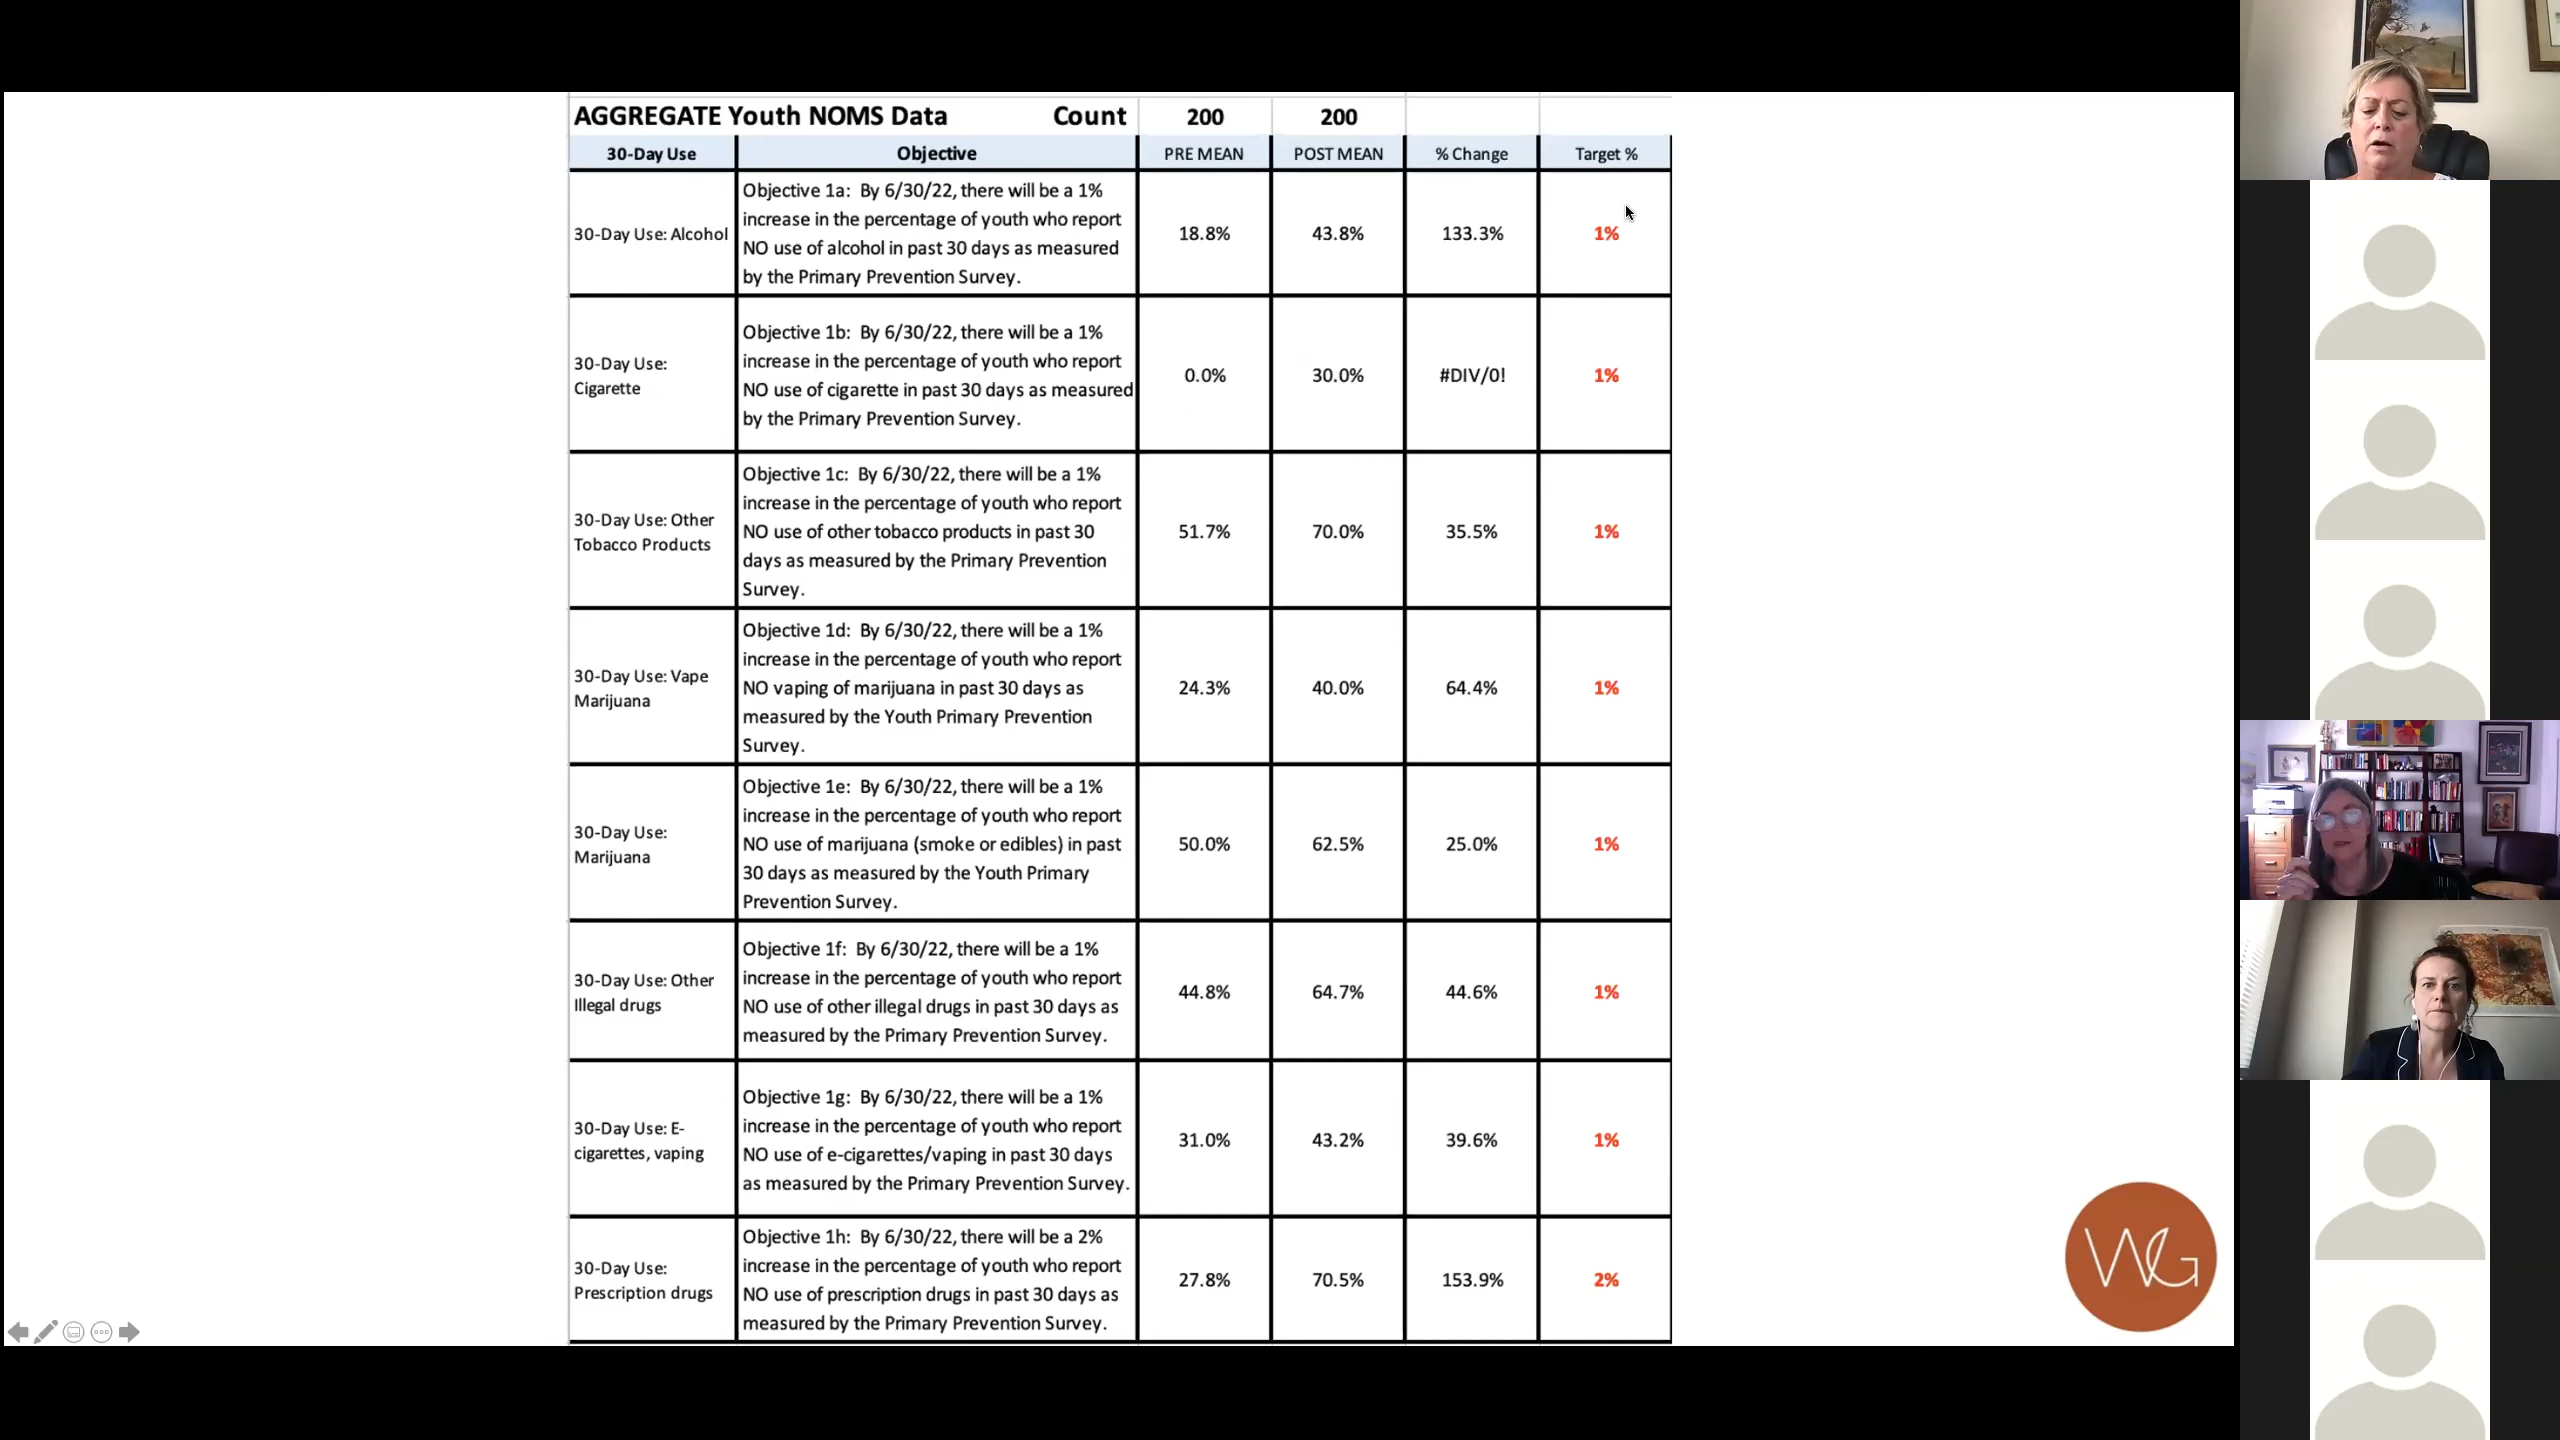 AGGREGATE Youth NOMS Data Count 200 200
30-Day Use Objective PRE MEAN POST MEAN % Change Target %
30-Day Use: Alcohol
Objective 1a: By 6/30/22, there will be a 1%
increase in the percentage of youth who report
NO use of alcohol in past 30 days as measured
by the Primary Prevention Survey.
18.8% 43.8% 133.3% 1%
30-Day Use:
Cigarette
Objective 1b: By 6/30/22, there will be a 1%
increase in the percentage of youth who report
NO use of cigarette in past 30 days as measured
by the Primary Prevention Survey.
0.0% 30.0% #DIV/0! 1%
30-Day Use: Other
Tobacco Products
Objective 1c: By 6/30/22, there will be a 1%
increase in the percentage of youth who report
NO use of other tobacco products in past 30
days as measured by the Primary Prevention
Survey.
51.7% 70.0% 35.5% 1%
30-Day Use: Vape
Marijuana
Objective 1d: By 6/30/22, there will be a 1%
increase in the percentage of youth who report
NO vaping of marijuana in past 30 days as
measured by the Youth Primary Prevention
Survey.
24.3% 40.0% 64.4% 1%
30-Day Use:
Marijuana
Objective 1e: By 6/30/22, there will be a 1%
increase in the percentage of youth who report
NO use of marijuana (smoke or edibles) in past
30 days as measured by the Youth Primary
Prevention Survey.
50.0% 62.5% 25.0% 1%
30-Day Use: Other
Illegal drugs
Objective 1f: By 6/30/22, there will be a 1%
increase in the percentage of youth who report
NO use of other illegal drugs in past 30 days as
measured by the Primary Prevention Survey.
44.8% 64.7% 44.6% 1%
30-Day Use: E-
cigarettes, vaping
Objective 1g: By 6/30/22, there will be a 1%
increase in the percentage of youth who report
NO use of e-cigarettes/vaping in past 30 days
as measured by the Primary Prevention Survey.
31.0% 43.2% 39.6% 1%
30-Day Use:
Prescription drugs
Objective 1h: By 6/30/22, there will be a 2%
increase in the percentage of youth who report
NO use of prescription drugs in past 30 days as
measured by the Primary Prevention Survey.
27.8% 70.5% 153.9% 2%
WG